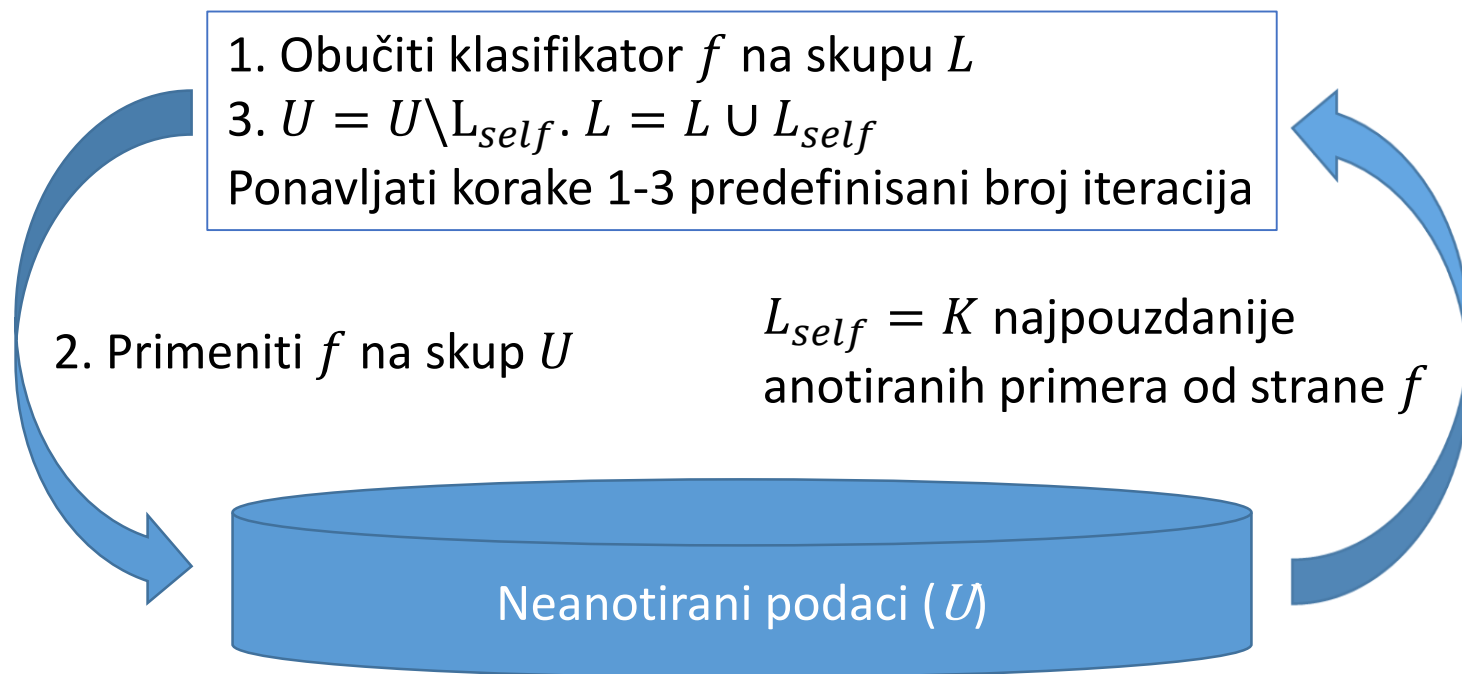 1. Obučiti klasifikator f na skupu L
3. U = U\L_self. L = L ∪ L_self
Ponavljati korake 1-3 predefinisani broj iteracija
2. Primeniti f na skup U
L_self = K najpouzdanije
anotiranih primera od strane f
Neanotirani podaci (U)